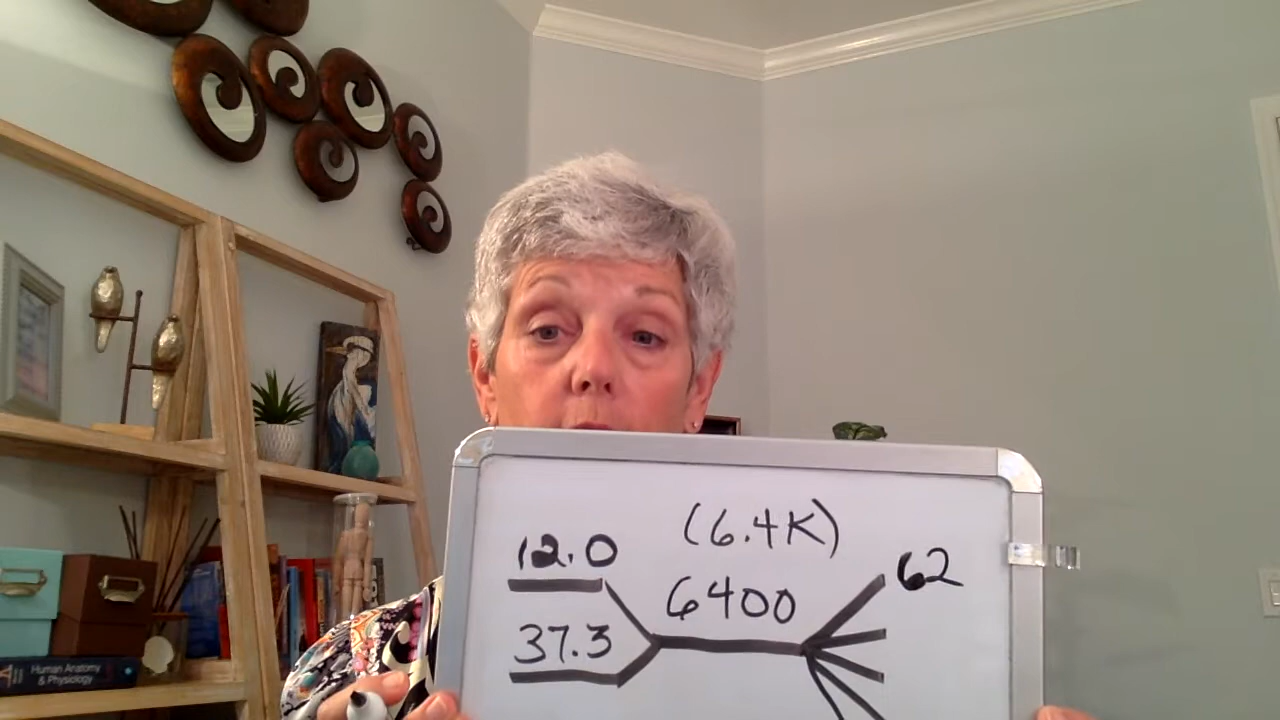 (6.4K)
12.0
6400
62
37.3
Human Anatomy
& Physiology